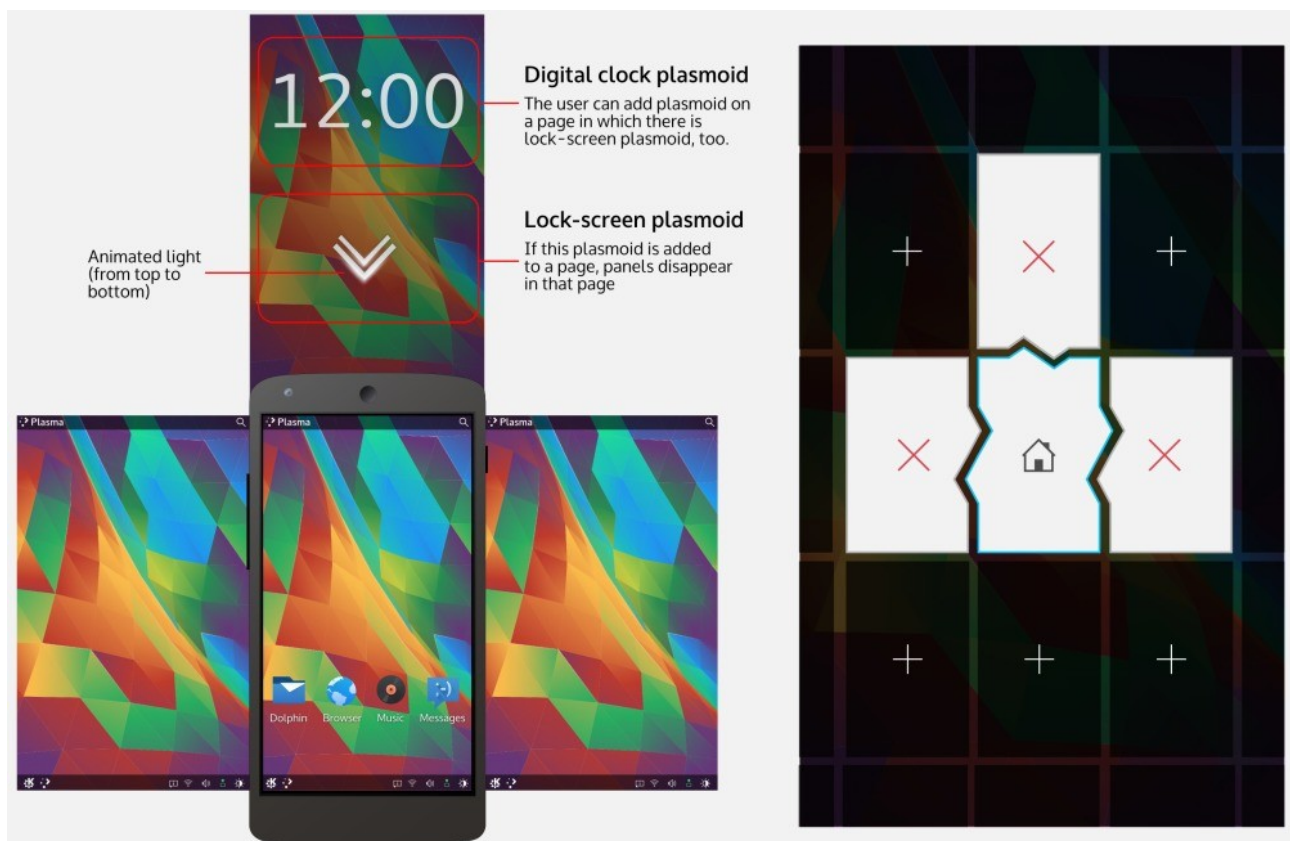 12:00
Digital clock plasmoid
The user can add plasmoid on
a page in which there is
lock-screen plasmoid, too.
Lock-screen plasmoid
If this plasmoid is added
to a page, panels disappear
in that page
Animated light
(from top to
bottom)
Plasma
Plasma
Plasma
Dolphin Browser Music Messages